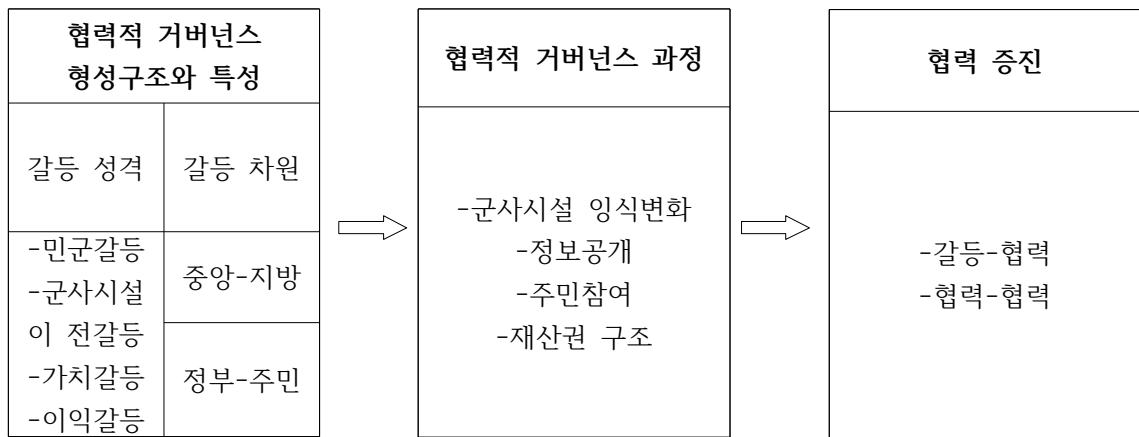 협력적 거버넌스
형성구조와 특성
갈등 성격
갈등 차원
-민군갈등
-군사시설
이 전갈등
-가치갈등
-이익갈등
중앙-지방
정부-주민
협력적 거버넌스 과정
-군사시설 잉식변화
-정보공개
-주민참여
-재산권 구조
협력 증진
-갈등-협력
-협력-협력